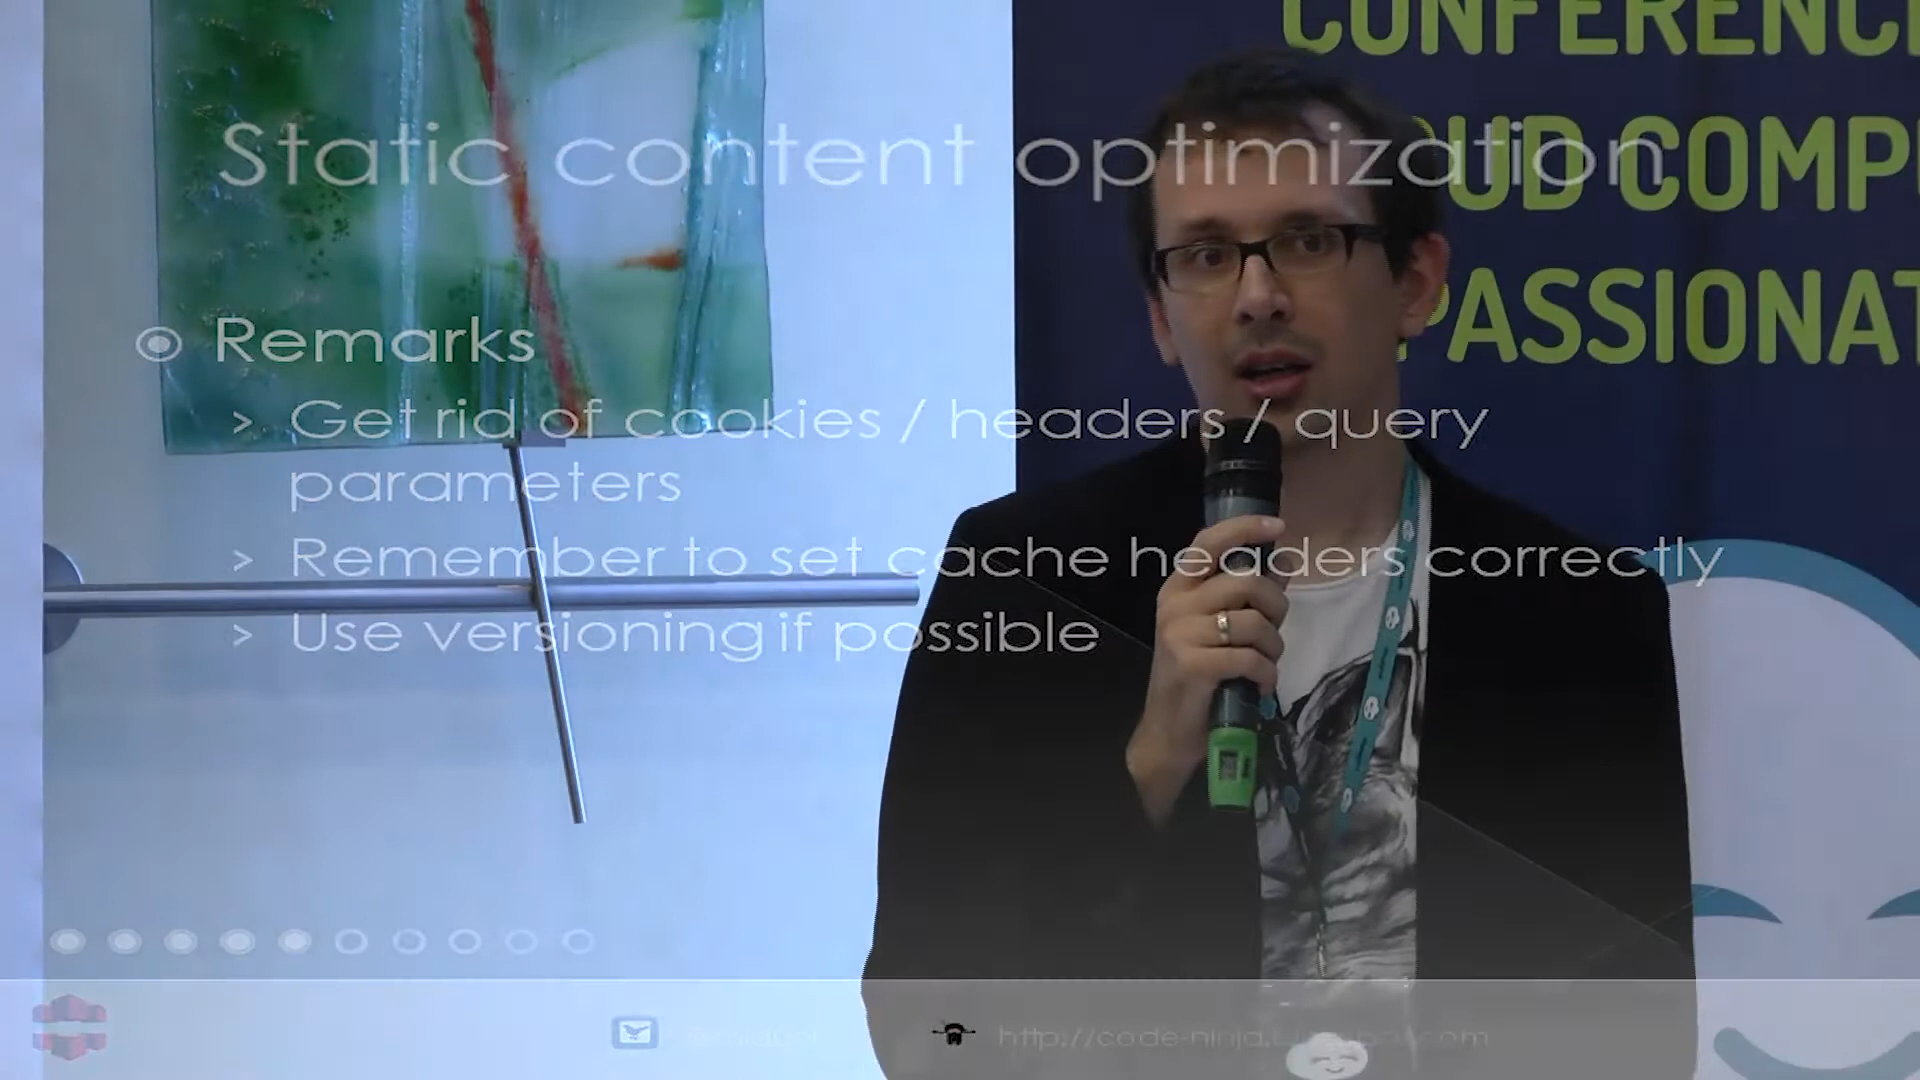 CONFERENC
UD COMP
PASSIONAT
Static content optimization
Remarks
> Get rid of cookies / headers / query
parameters
> Remember to set cache headers correctly
> Use versioning if possible